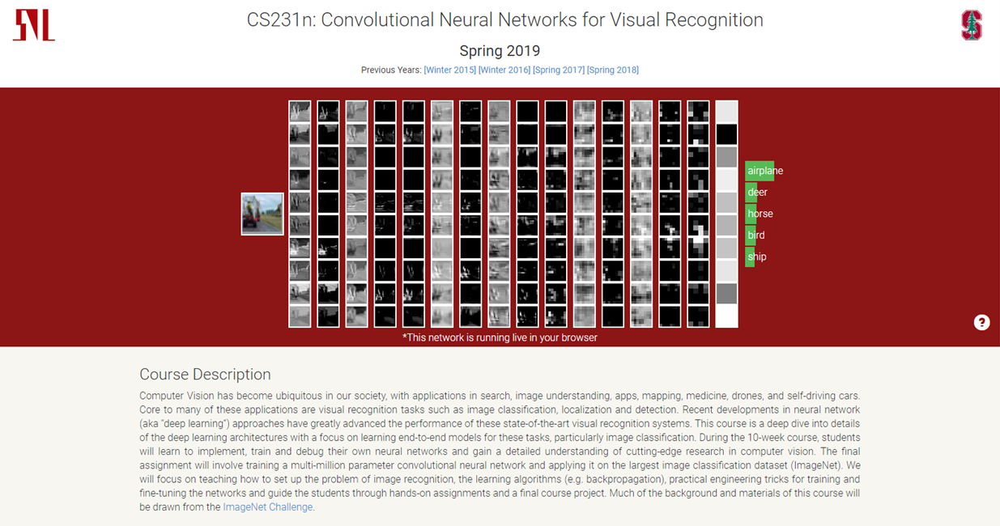 SVL
CS231n: Convolutional Neural Networks for Visual Recognition
S
Spring 2019
Previous Years: [Winter 2015] [Winter 2016] [Spring 2017] [Spring 2018]
airplane
deer
horse
bird
ship
?
*This network is running live in your browser
Course Description
Computer Vision has become ubiquitous in our society, with applications in search, image understanding, apps, mapping, medicine, drones, and self-driving cars.
Core to many of these applications are visual recognition tasks such as image classification, localization and detection. Recent developments in neural network
(aka “deep learning”) approaches have greatly advanced the performance of these state-of-the-art visual recognition systems. This course is a deep dive into details
of the deep learning architectures with a focus on learning end-to-end models for these tasks, particularly image classification. During the 10-week course, students
will learn to implement, train and debug their own neural networks and gain a detailed understanding of cutting-edge research in computer vision. The final
assignment will involve training a multi-million parameter convolutional neural network and applying it on the largest image classification dataset (ImageNet). We
will focus on teaching how to set up the problem of image recognition, the learning algorithms (e.g. backpropagation), practical engineering tricks for training and
fine-tuning the networks and guide the students through hands-on assignments and a final course project. Much of the background and materials of this course will
be drawn from the ImageNet Challenge.